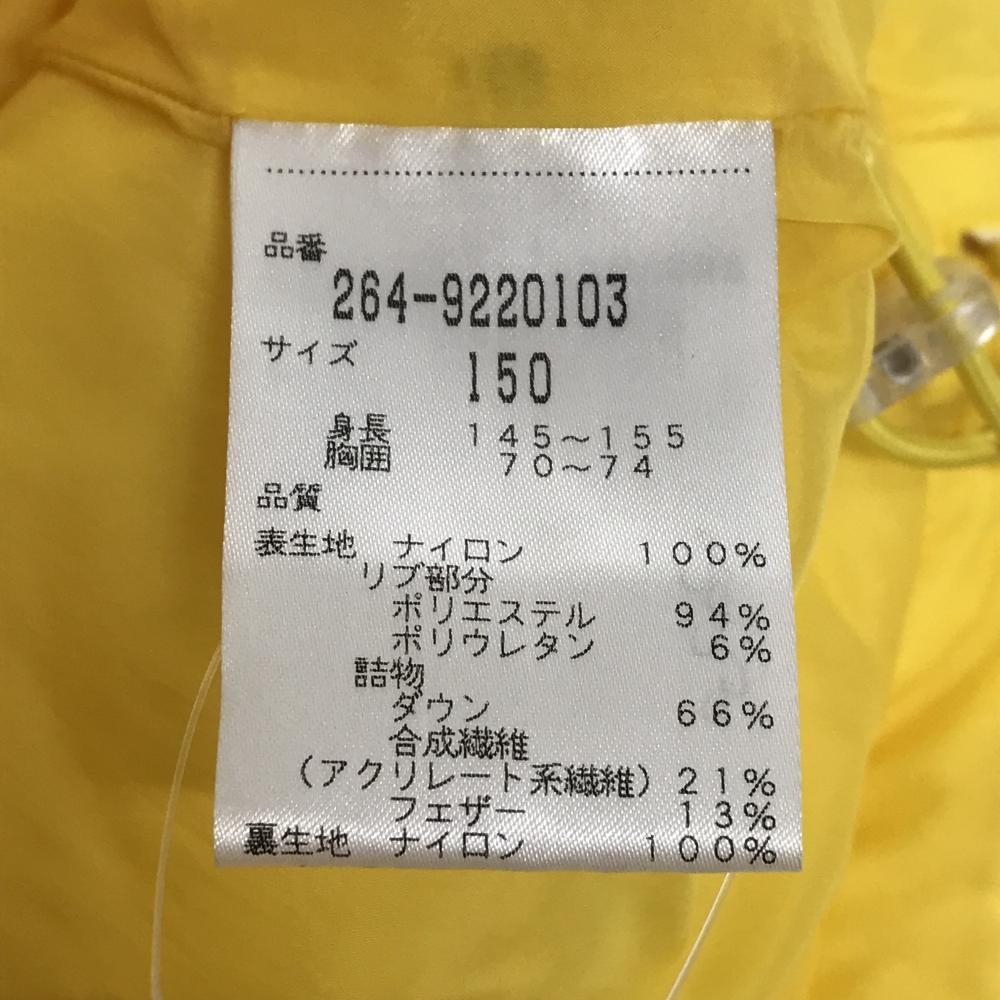 品番
264-9220103
サイズ
150
身長 145~155
胸囲 70~74
品質
表生地 ナイロン 100%
リブ部分
ポリエステル 94%
ポリウレタン 6%
詰物
ダウン 66%
合成繊維
(アクリレート系繊維) 21%
フェザー 13%
裏生地 ナイロン 100%